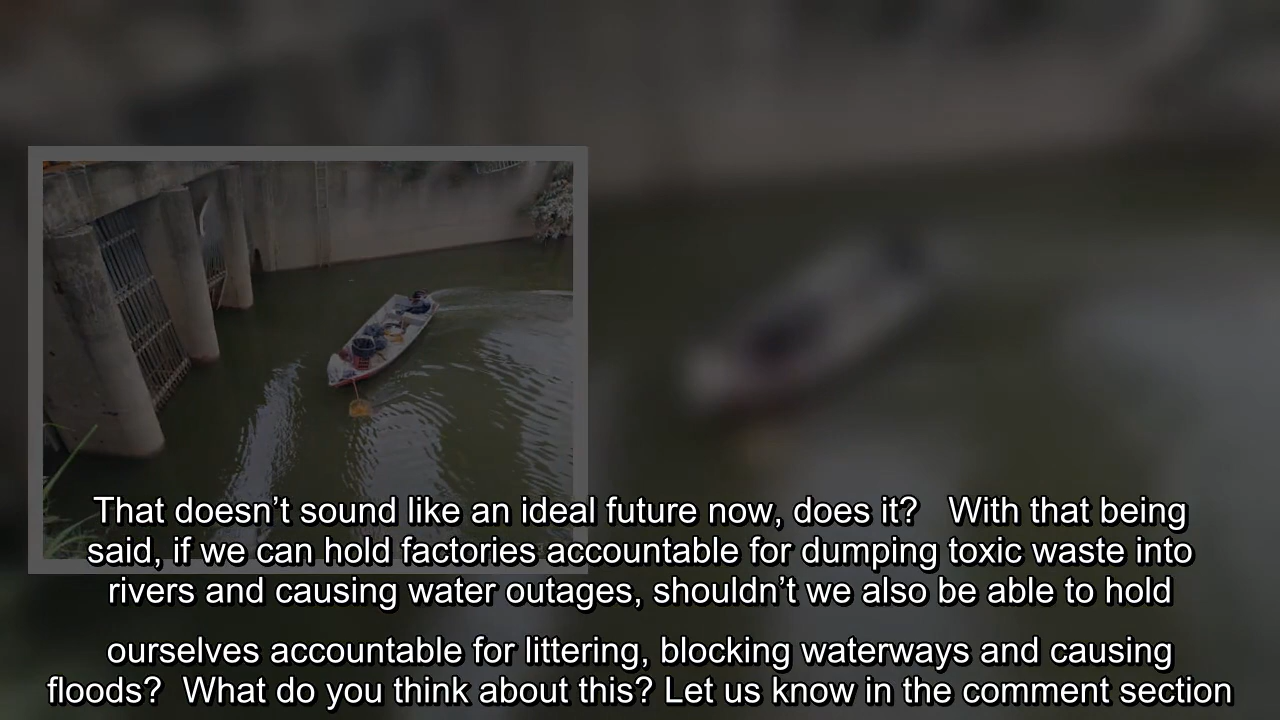 That doesn’t sound like an ideal future now, does it?   With that being
said, if we can hold factories accountable for dumping toxic waste into
rivers and causing water outages, shouldn’t we also be able to hold
ourselves accountable for littering, blocking waterways and causing
floods?  What do you think about this? Let us know in the comment section